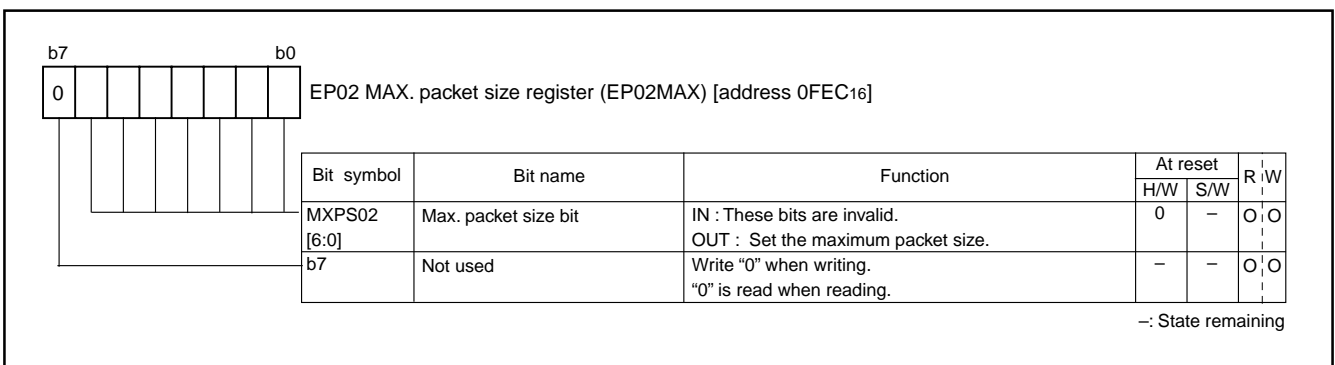 b7 b0
0 EP02 MAX. packet size register (EP02MAX) [address 0FEC16]
Bit symbol Bit name Function At reset R W
H/W S/W
MXPS02 Max. packet size bit IN : These bits are invalid. 0 – O O
[6:0] OUT : Set the maximum packet size.
b7 Not used Write “0” when writing. – – O O
“0” is read when reading.
–: State remaining